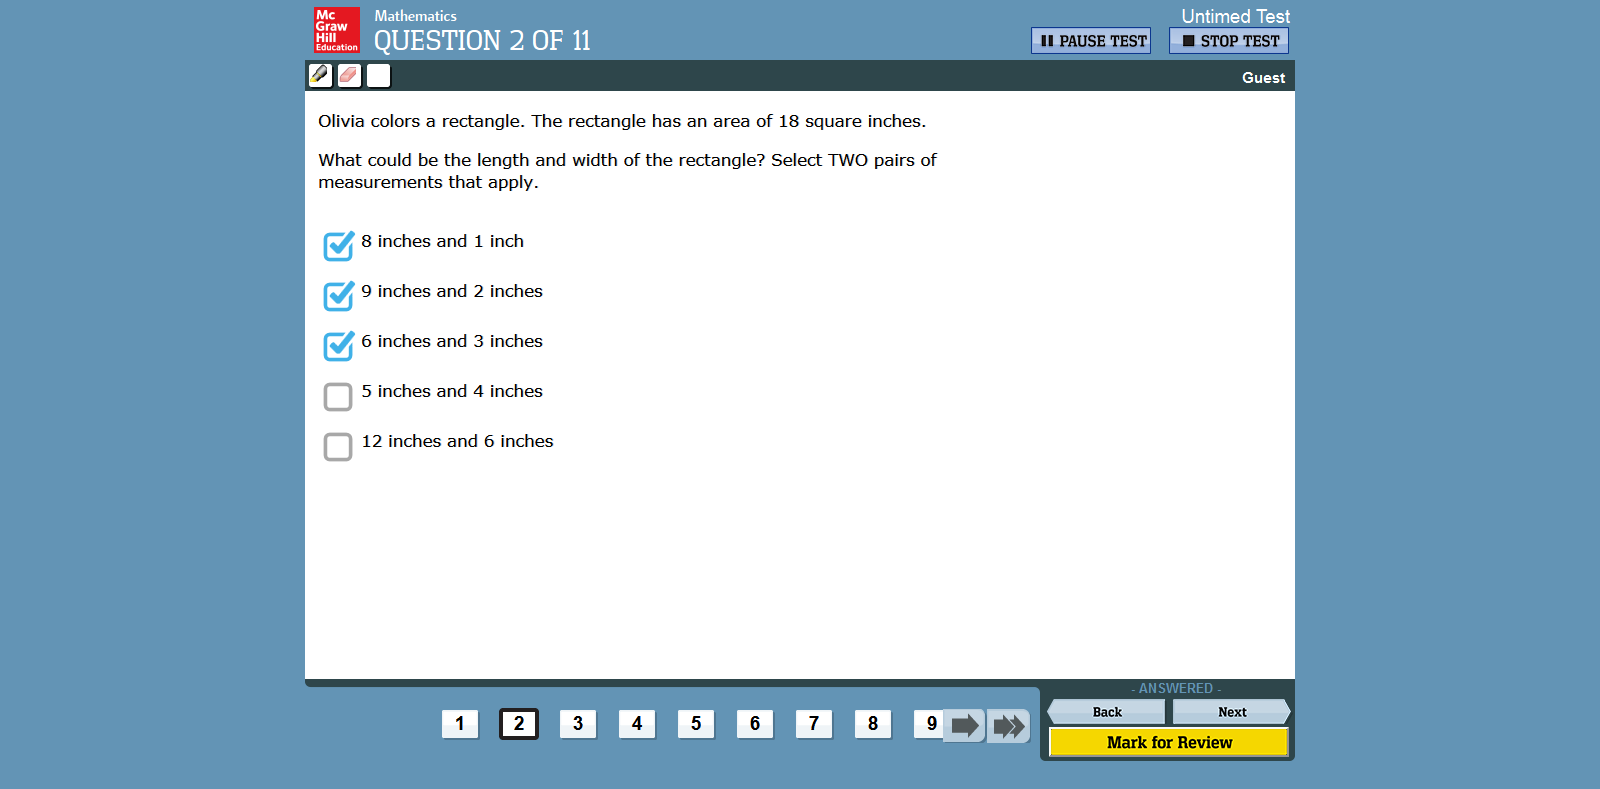 Mc
Graw
Hill
Education
Mathematics
QUESTION 2 OF 11
Untimed Test
PAUSE TEST
STOP TEST
Guest
Olivia colors a rectangle. The rectangle has an area of 18 square inches.
What could be the length and width of the rectangle? Select TWO pairs of
measurements that apply.
8 inches and 1 inch
9 inches and 2 inches
6 inches and 3 inches
5 inches and 4 inches
12 inches and 6 inches
- ANSWERED -
1 2 3 4 5 6 7 8 9
Back
Next
Mark for Review